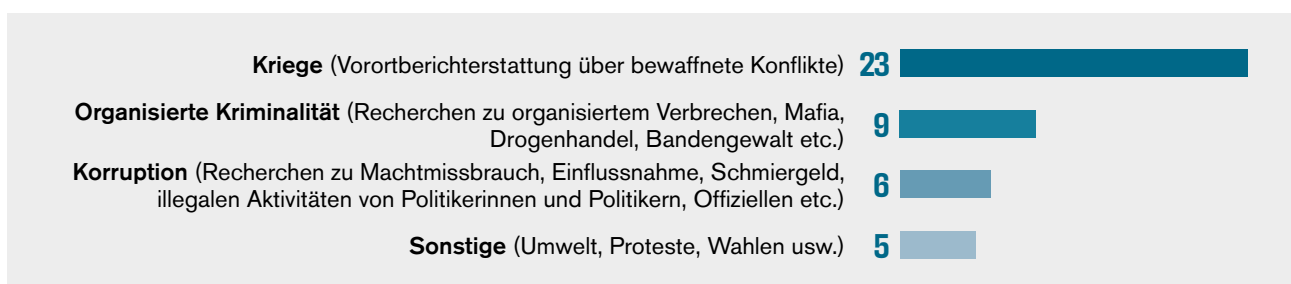 Kriege (Vorortberichterstattung über bewaffnete Konflikte) 23
Organisierte Kriminalität (Recherchen zu organisiertem Verbrechen, Mafia,
Drogenhandel, Bandengewalt etc.) 9
Korruption (Recherchen zu Machtmissbrauch, Einflussnahme, Schmiergeld,
illegalen Aktivitäten von Politikerinnen und Politikern, Offiziellen etc.) 6
Sonstige (Umwelt, Proteste, Wahlen usw.) 5